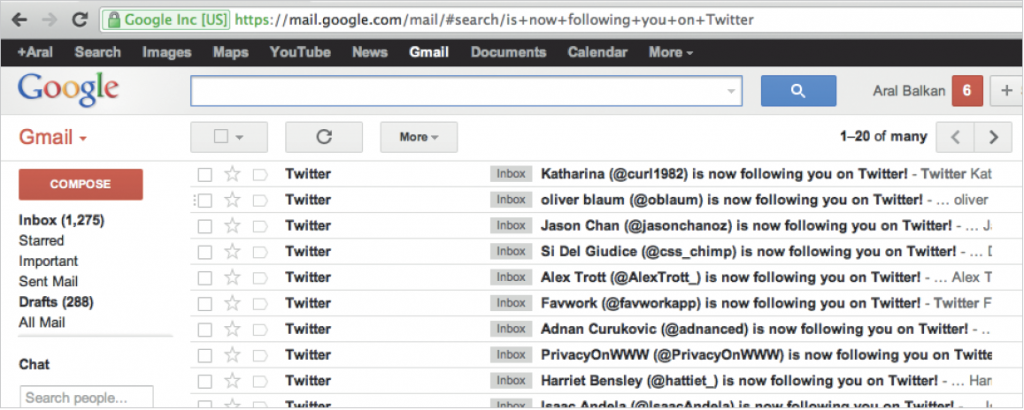 Google Inc [US] https://mail.google.com/mail/#search/is+now+following+you+on+Twitter
+Aral Search Images Maps YouTube News Gmail Documents Calendar More
Google Aral Balkan 6 +
Gmail More 1–20 of many
COMPOSE
Inbox (1,275)
Starred
Important
Sent Mail
Drafts (288)
All Mail
Chat
Search people...
Twitter Inbox Katharina (@curl1982) is now following you on Twitter! - Twitter Kat
Twitter Inbox oliver blaum (@oblaum) is now following you on Twitter! - ... oliver
Twitter Inbox Jason Chan (@jasonchanoz) is now following you on Twitter! - ... J
Twitter Inbox Si Del Giudice (@css_chimp) is now following you on Twitter! - ...
Twitter Inbox Alex Trott (@AlexTrott_) is now following you on Twitter! - ... Alex T
Twitter Inbox Favwork (@favworkapp) is now following you on Twitter! - Twitter F
Twitter Inbox Adnan Curukovic (@adnanced) is now following you on Twitter! - ..
Twitter Inbox PrivacyOnWWW (@PrivacyOnWWW) is now following you on Twitte
Twitter Inbox Harriet Bensley (@hattiet_) is now following you on Twitter! - ... Har
Twitter Inbox Isaac Andela (@IsaacAndela) is now following you on Twitter!